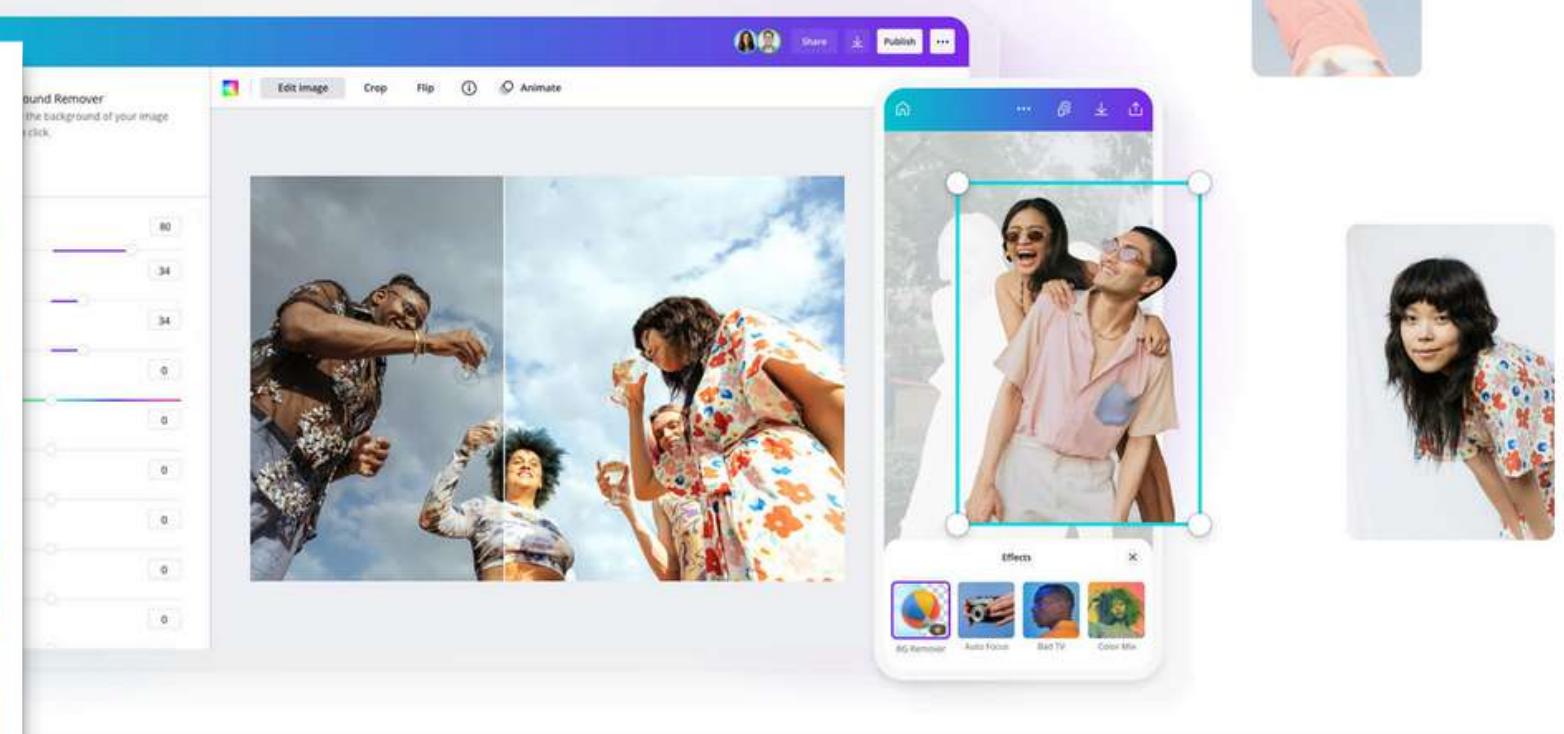 Share
Publish
Edit image
Crop
Flip
Animate
ound Remover
the background of your image
click.
80
34
34
0
0
0
0
0
0
Effects
BG Remover
Auto Focus
Bad TV
Color Mix